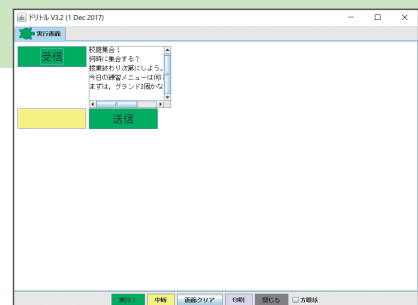 ドリトル V3.2 (1 Dec 2017)
実行画面
受信
校庭集合！
何時に集合する？
授業終わり次第にしよう。
今日の練習メニューは何
まずは、グランド3周かな
送信
実行！ 中断 画面クリア 印刷 閉じる 方眼紙